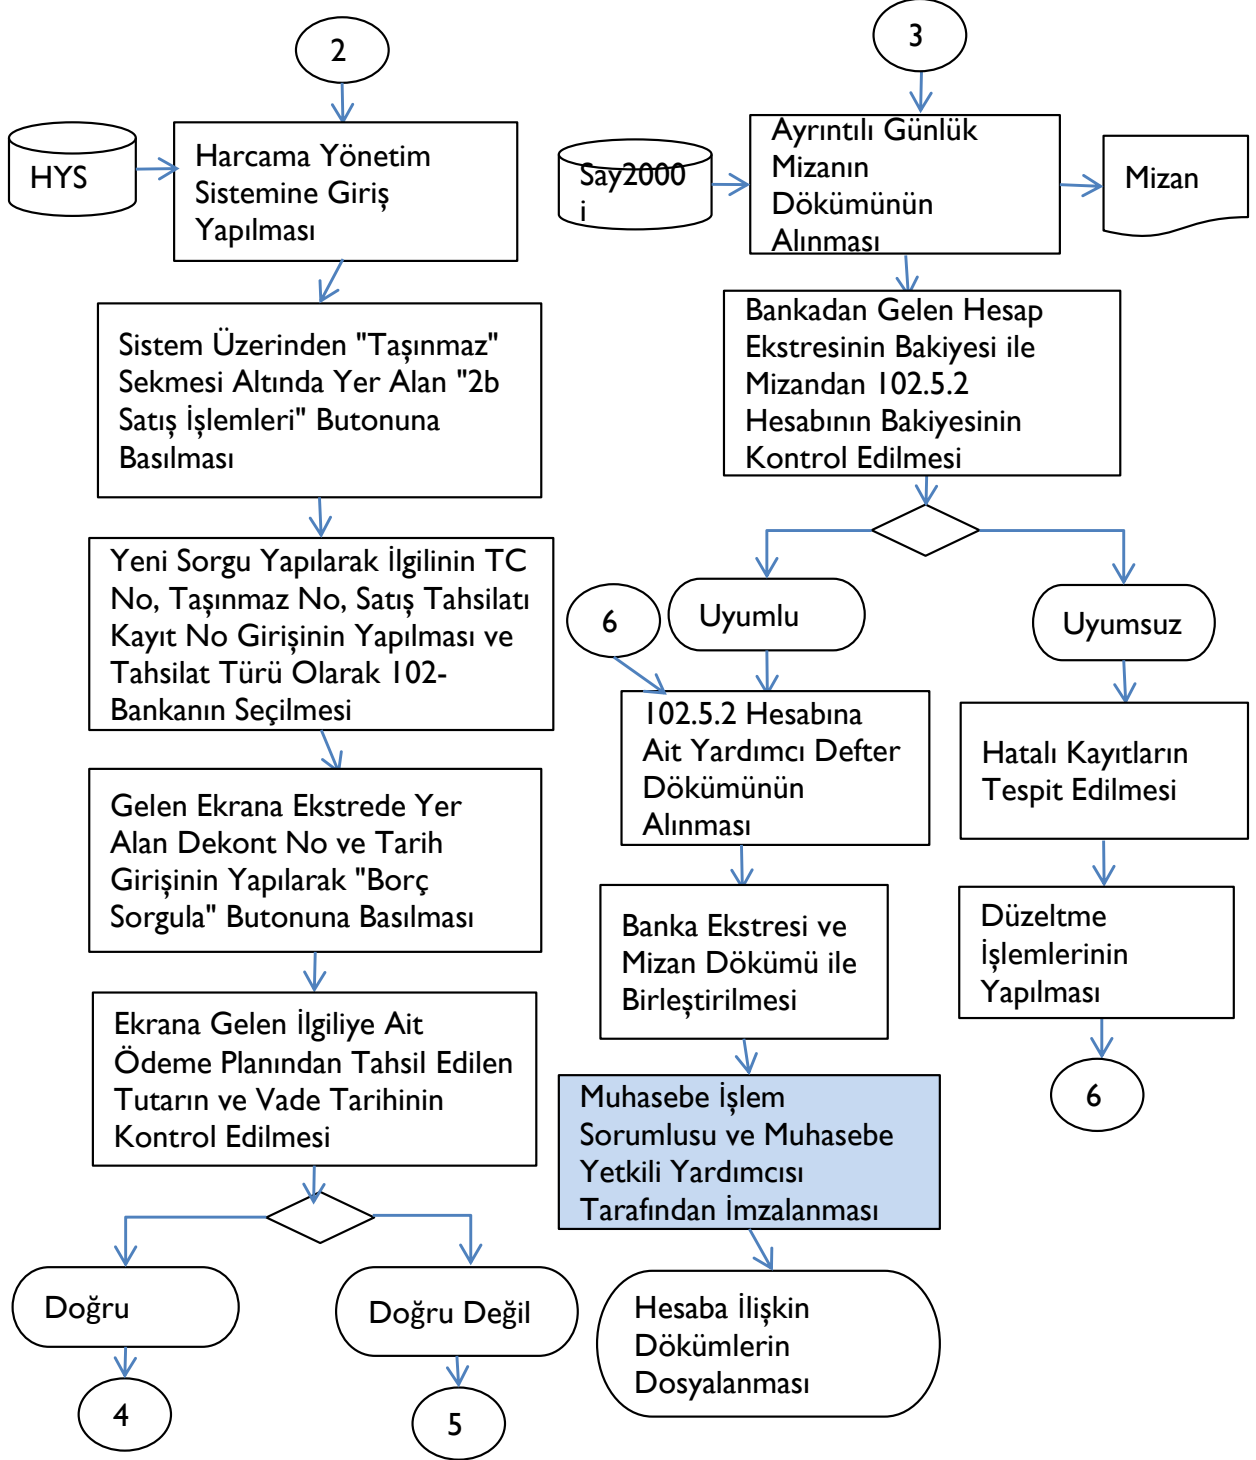 2
HYS
Harcama Yönetim
Sistemine Giriş
Yapılması
Sistem Üzerinden "Taşınmaz"
Sekmesi Altında Yer Alan "2b
Satış İşlemleri" Butonuna
Basılması
Yeni Sorgu Yapılarak İlgilinin TC
No, Taşınmaz No, Satış Tahsilatı
Kayıt No Girişinin Yapılması ve
Tahsilat Türü Olarak 102-
Bankanın Seçilmesi
Gelen Ekrana Ekstrede Yer
Alan Dekont No ve Tarih
Girişinin Yapılarak "Borç
Sorgula" Butonuna Basılması
Ekrana Gelen İlgiliye Ait
Ödeme Planından Tahsil Edilen
Tutarın ve Vade Tarihinin
Kontrol Edilmesi
Doğru
Doğru Değil
4
5
3
Say2000
i
Ayrıntılı Günlük
Mizanın
Dökümünün
Alınması
Mizan
Bankadan Gelen Hesap
Ekstresinin Bakiyesi ile
Mizandan 102.5.2
Hesabının Bakiyesinin
Kontrol Edilmesi
6
Uyumlu
Uyumsuz
102.5.2 Hesabına
Ait Yardımcı Defter
Dökümünün
Alınması
Hatalı Kayıtların
Tespit Edilmesi
Banka Ekstresi ve
Mizan Dökümü ile
Birleştirilmesi
Düzeltme
İşlemlerinin
Yapılması
Muhasebe İşlem
Sorumlusu ve Muhasebe
Yetkili Yardımcısı
Tarafından İmzalanması
6
Hesaba İlişkin
Dökümlerin
Dosyalanması